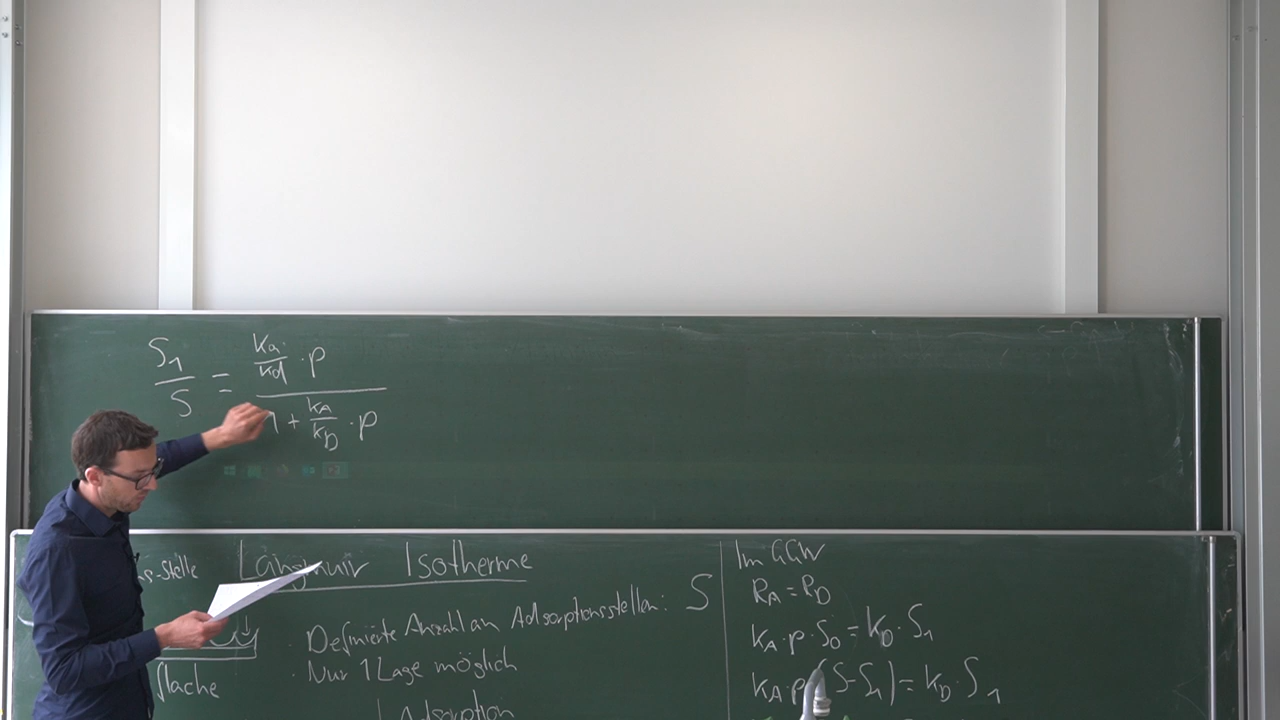 S₁/S = (ka/kd · p) / (1 + kA/kD · p)
Langmuir Isotherme
· Definierte Anzahl an Adsorptionsstellen: S
· Nur 1 Lage möglich
Adsorption
fläche
Im GGW
RA = RD
kA · p · S₀ = kD · S₁
kA · p (S-S₁) = kD · S₁